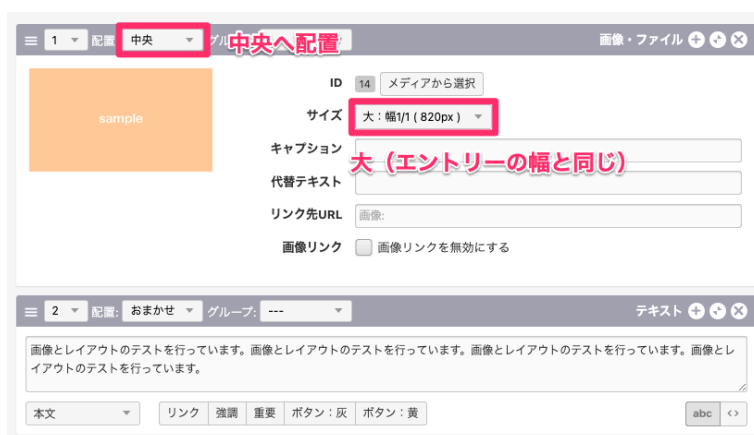 1 配置: 中央 グル 中央へ配置 画像・ファイル
sample
ID 14 メディアから選択
サイズ 大：幅1/1 ( 820px )
キャプション
大（エントリーの幅と同じ）
代替テキスト
リンク先URL 画像:
画像リンク 画像リンクを無効にする
2 配置: おまかせ グループ: --- テキスト
画像とレイアウトのテストを行っています。画像とレイアウトのテストを行っています。画像とレイアウトのテストを行っています。画像とレ
イアウトのテストを行っています。
本文 リンク 強調 重要 ボタン：灰 ボタン：黄 abc <>